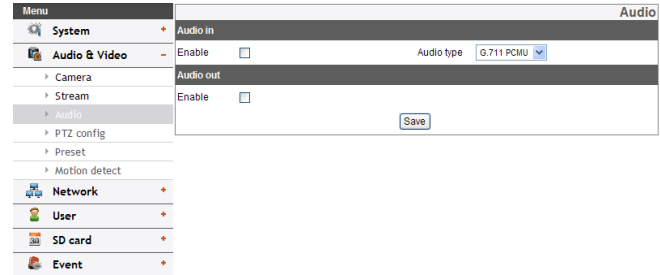 Menu
System +
Audio & Video -
Camera
Stream
Audio
PTZ config
Preset
Motion detect
Network +
User +
SD card +
Event +
Audio
Audio in
Enable Audio type G.711 PCMU
Audio out
Enable
Save
30